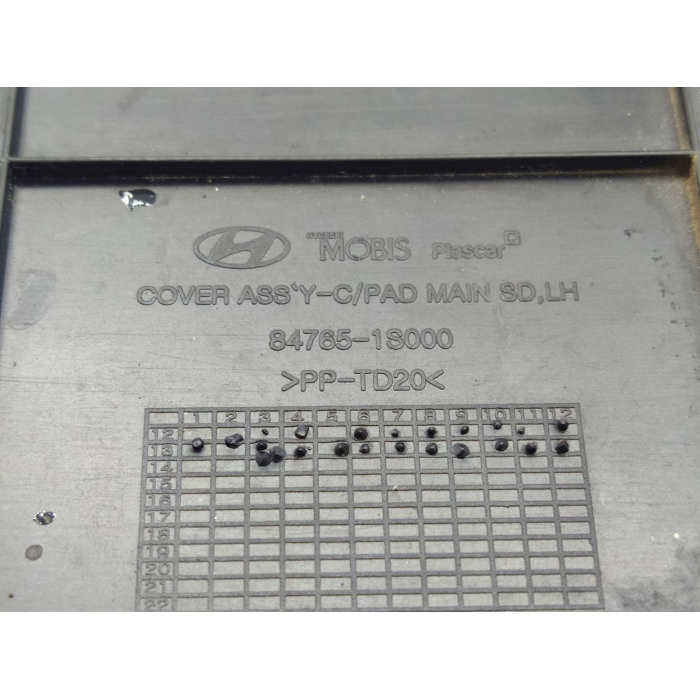 HYUNDAI MOBIS Plascar
COVER ASS'Y-C/PAD MAIN SD,LH
84765-1S000
>PP-TD20<
1 2 3 4 5 6 7 8 9 10 11 12
12
13
14
15
16
17
18
19
20
21
22